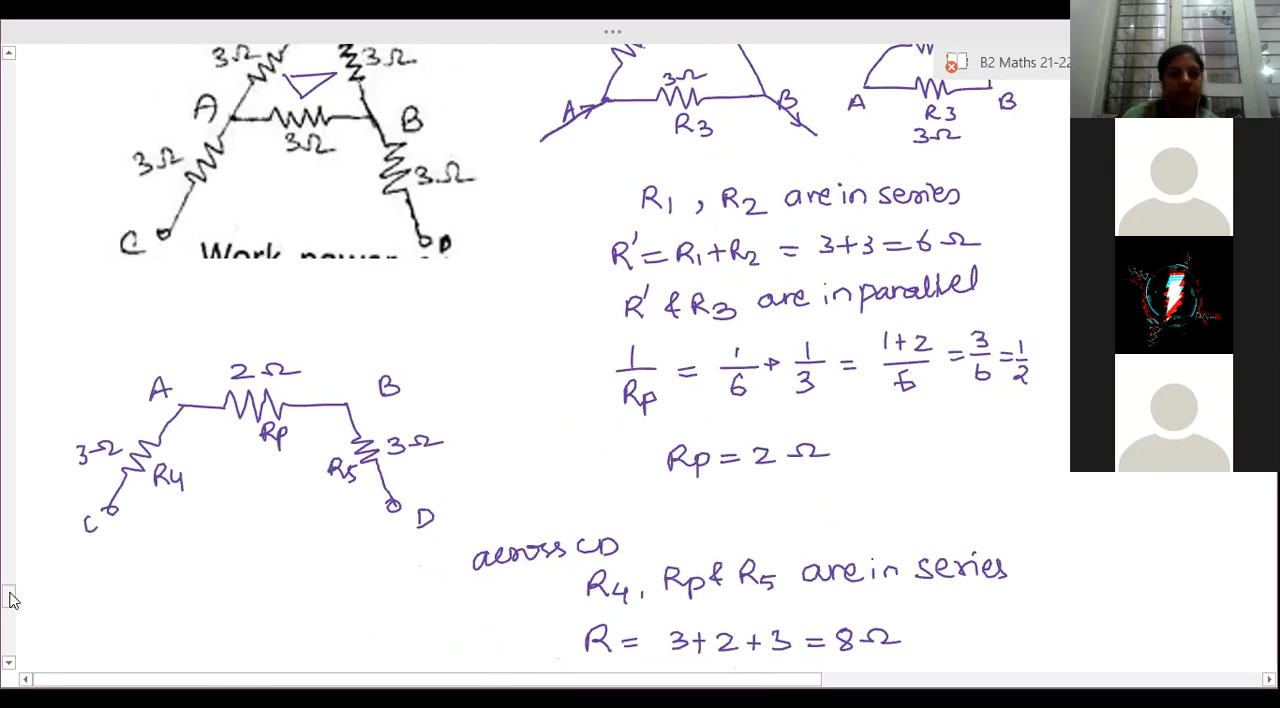 3Ω
3Ω
A
3Ω
B
3Ω
3Ω
C
D
A
3Ω
R3
B
A
R3
3Ω
B
B2 Maths 21-22
R1 , R2 are in series
R' = R1+R2 = 3+3 = 6 Ω
R' & R3 are in parallel
1/Rp = 1/6 + 1/3 = 1+2/6 = 3/6 = 1/2
Rp = 2 Ω
A
2 Ω
B
Rp
3Ω
R4
R5
3Ω
C
D
across CD
R4, Rp & R5 are in series
R = 3+2+3 = 8Ω